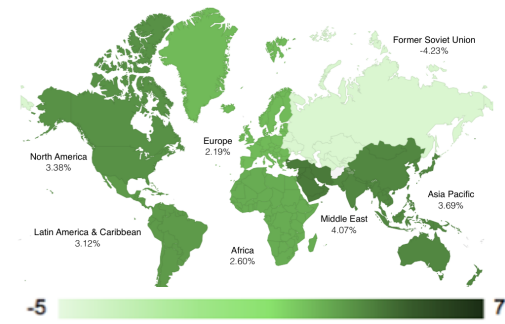 Former Soviet Union
-4.23%
Europe
2.19%
North America
3.38%
Asia Pacific
3.69%
Middle East
4.07%
Latin America & Caribbean
3.12%
Africa
2.60%
-5
7